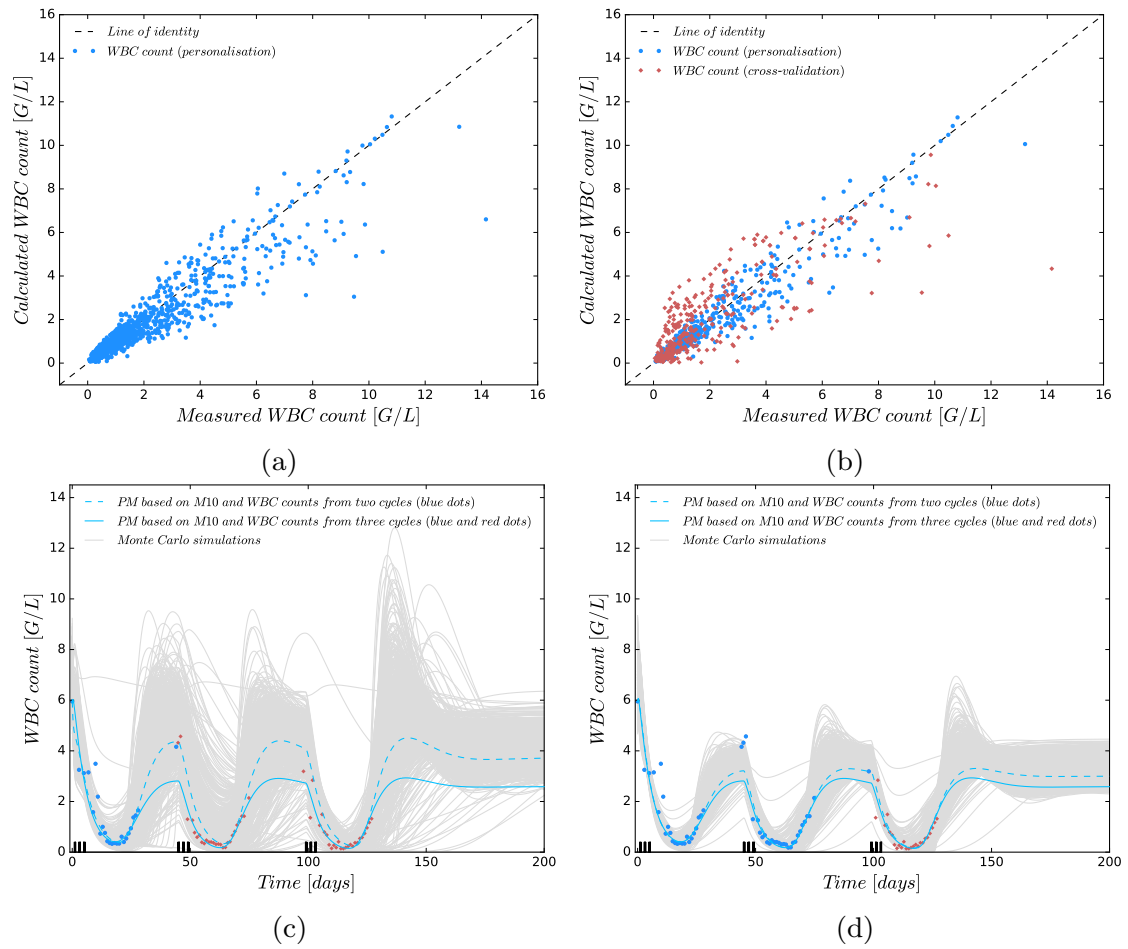 Line of identity
WBC count (personalisation)
16
14
12
10
8
6
4
2
0
Calculated WBC count [G/L]
0 2 4 6 8 10 12 14 16
Measured WBC count [G/L]
(a)
Line of identity
WBC count (personalisation)
WBC count (cross-validation)
16
14
12
10
8
6
4
2
0
Calculated WBC count [G/L]
0 2 4 6 8 10 12 14 16
Measured WBC count [G/L]
(b)
PM based on M10 and WBC counts from two cycles (blue dots)
PM based on M10 and WBC counts from three cycles (blue and red dots)
Monte Carlo simulations
14
12
10
8
6
4
2
0
WBC count [G/L]
0 50 100 150 200
Time [days]
(c)
PM based on M10 and WBC counts from two cycles (blue dots)
PM based on M10 and WBC counts from three cycles (blue and red dots)
Monte Carlo simulations
14
12
10
8
6
4
2
0
WBC count [G/L]
0 50 100 150 200
Time [days]
(d)